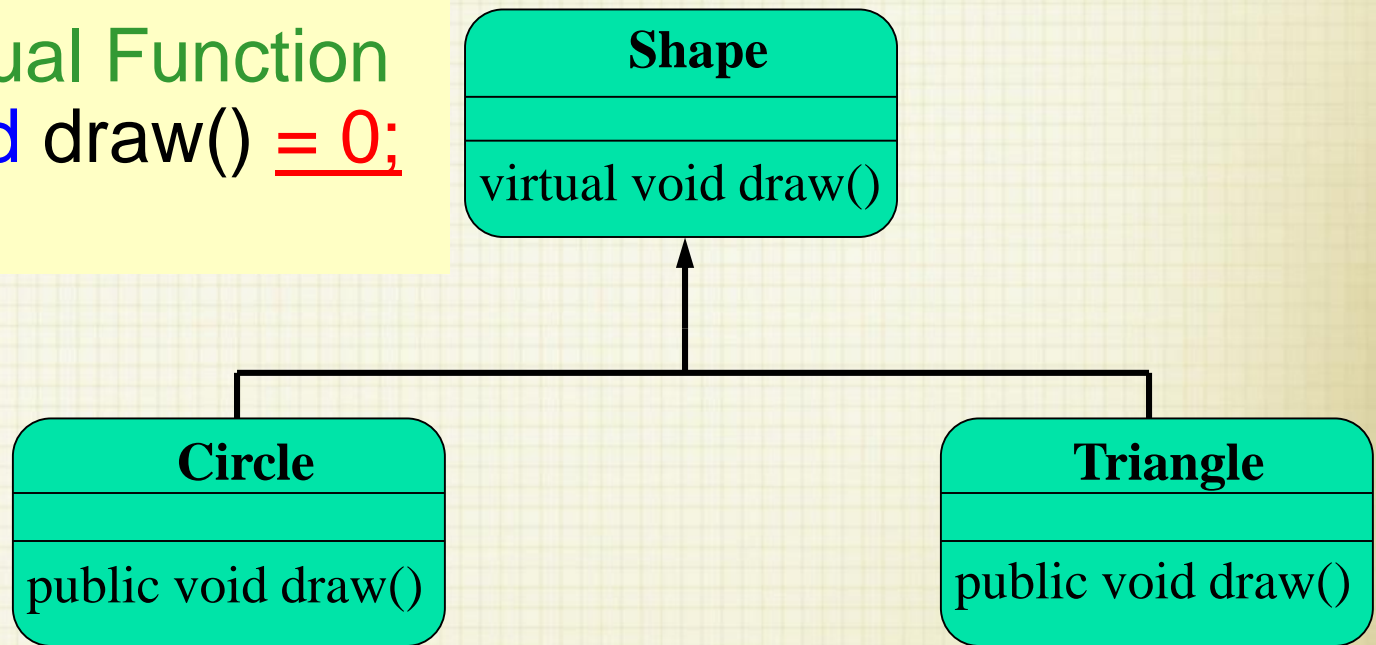 ual Function
d draw() = 0;
Shape
virtual void draw()
Circle
public void draw()
Triangle
public void draw()